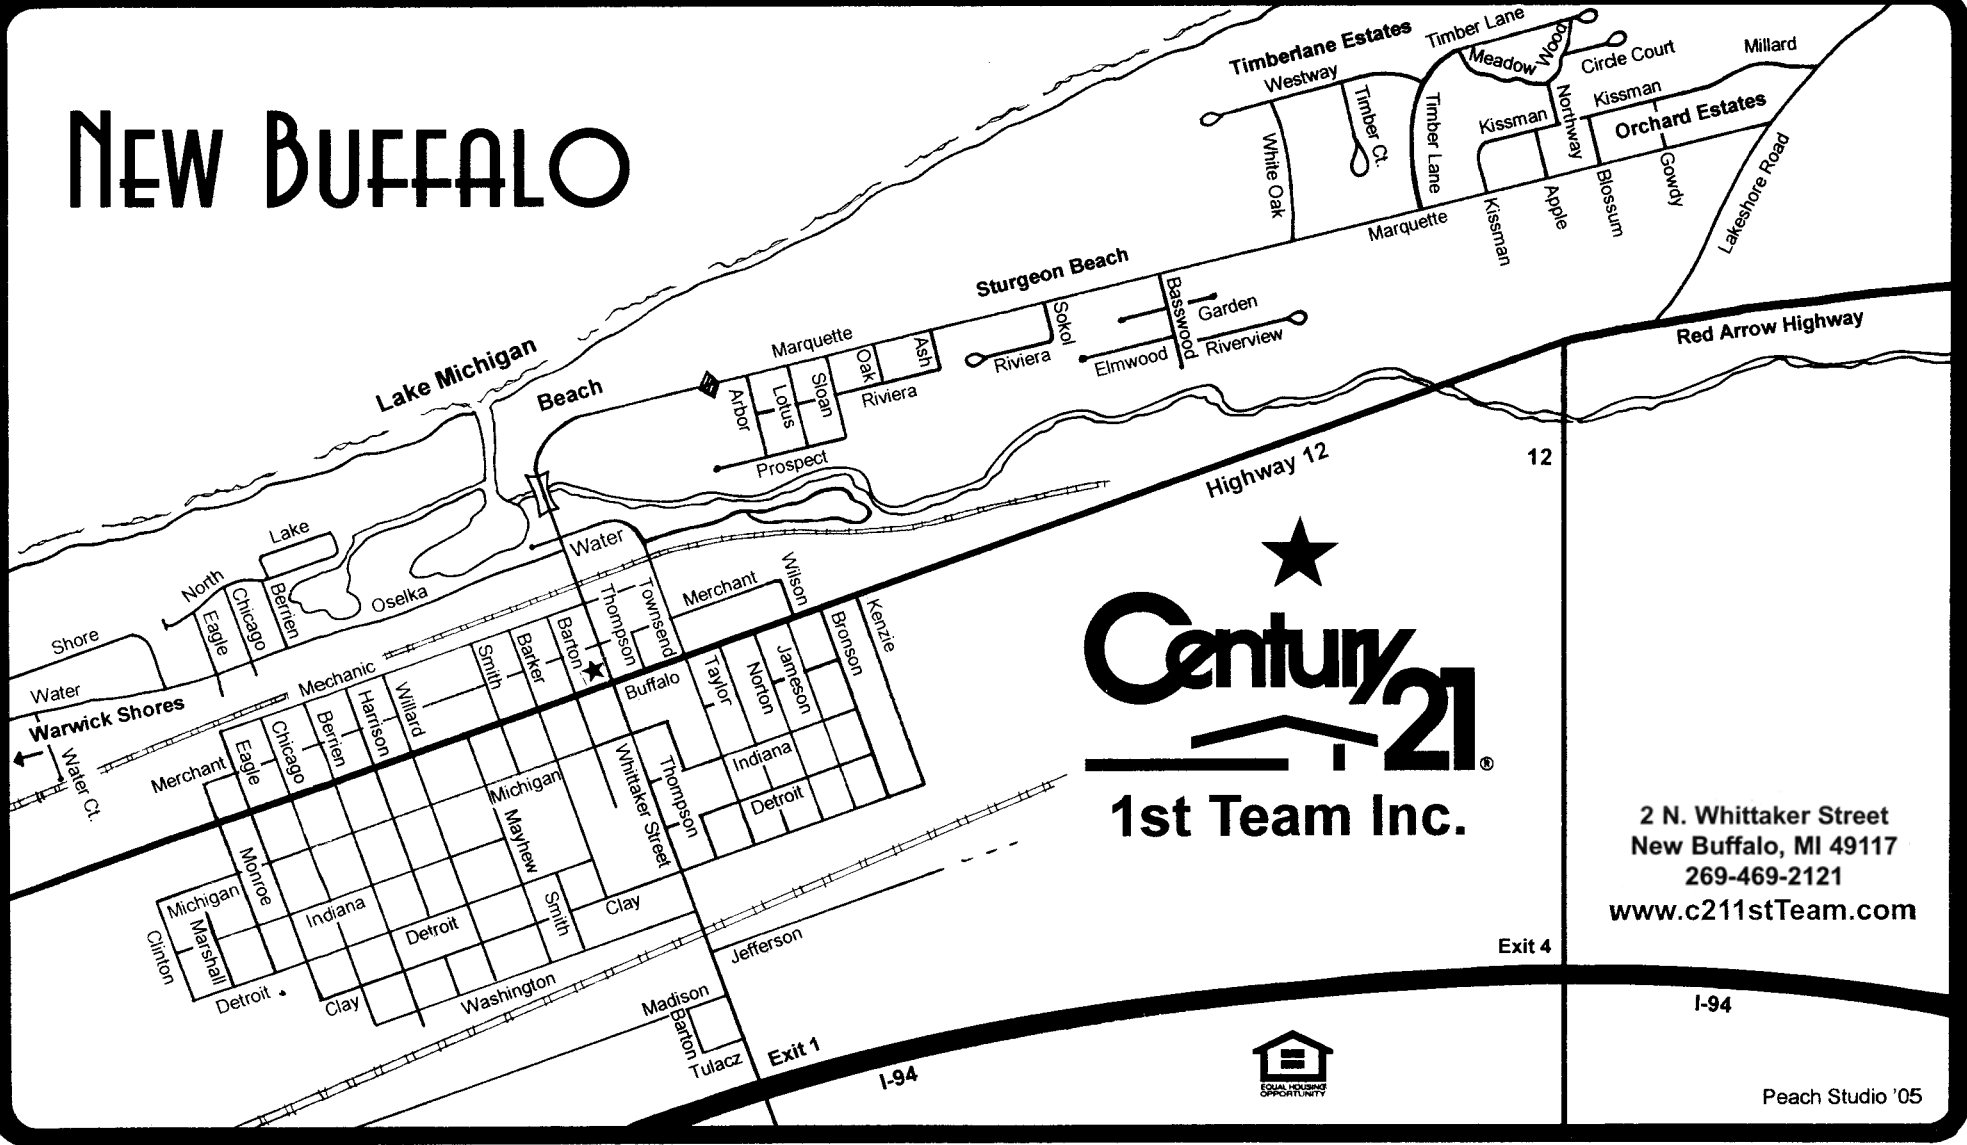 NEW BUFFALO
Timberlane Estates
Westway
Timber Lane
Meadow
Wood
Circle Court
Millard
Kissman
Kissman
Orchard Estates
Northway
Timber Ct.
Timber Lane
White Oak
Gowdy
Blossum
Apple
Kissman
Marquette
Lakeshore Road
Sturgeon Beach
Red Arrow Highway
Basswood
Garden
Riverview
Elmwood
Sokol
Riviera
Marquette
Ash
Oak
Sloan
Lotus
Arbor
Riviera
Prospect
Lake Michigan
Beach
Highway 12
12
Lake
North
Berrien
Chicago
Eagle
Oselka
Water
Shore
Water
Warwick Shores
Water Ct.
Mechanic
Merchant
Wilson
Townsend
Thompson
Barton
Barker
Smith
Willard
Harrison
Berrien
Chicago
Eagle
Merchant
Buffalo
Kenzie
Bronson
Jameson
Norton
Taylor
Indiana
Detroit
Thompson
Whittaker Street
Michigan
Mayhew
Smith
Clay
Monroe
Michigan
Marshall
Clinton
Indiana
Detroit
Detroit
Clay
Washington
Jefferson
Madison
Barton
Tulacz
Exit 1
I-94
Exit 4
I-94
Century
21®
1st Team Inc.
2 N. Whittaker Street
New Buffalo, MI 49117
269-469-2121
www.c211stTeam.com
EQUAL HOUSING
OPPORTUNITY
Peach Studio '05